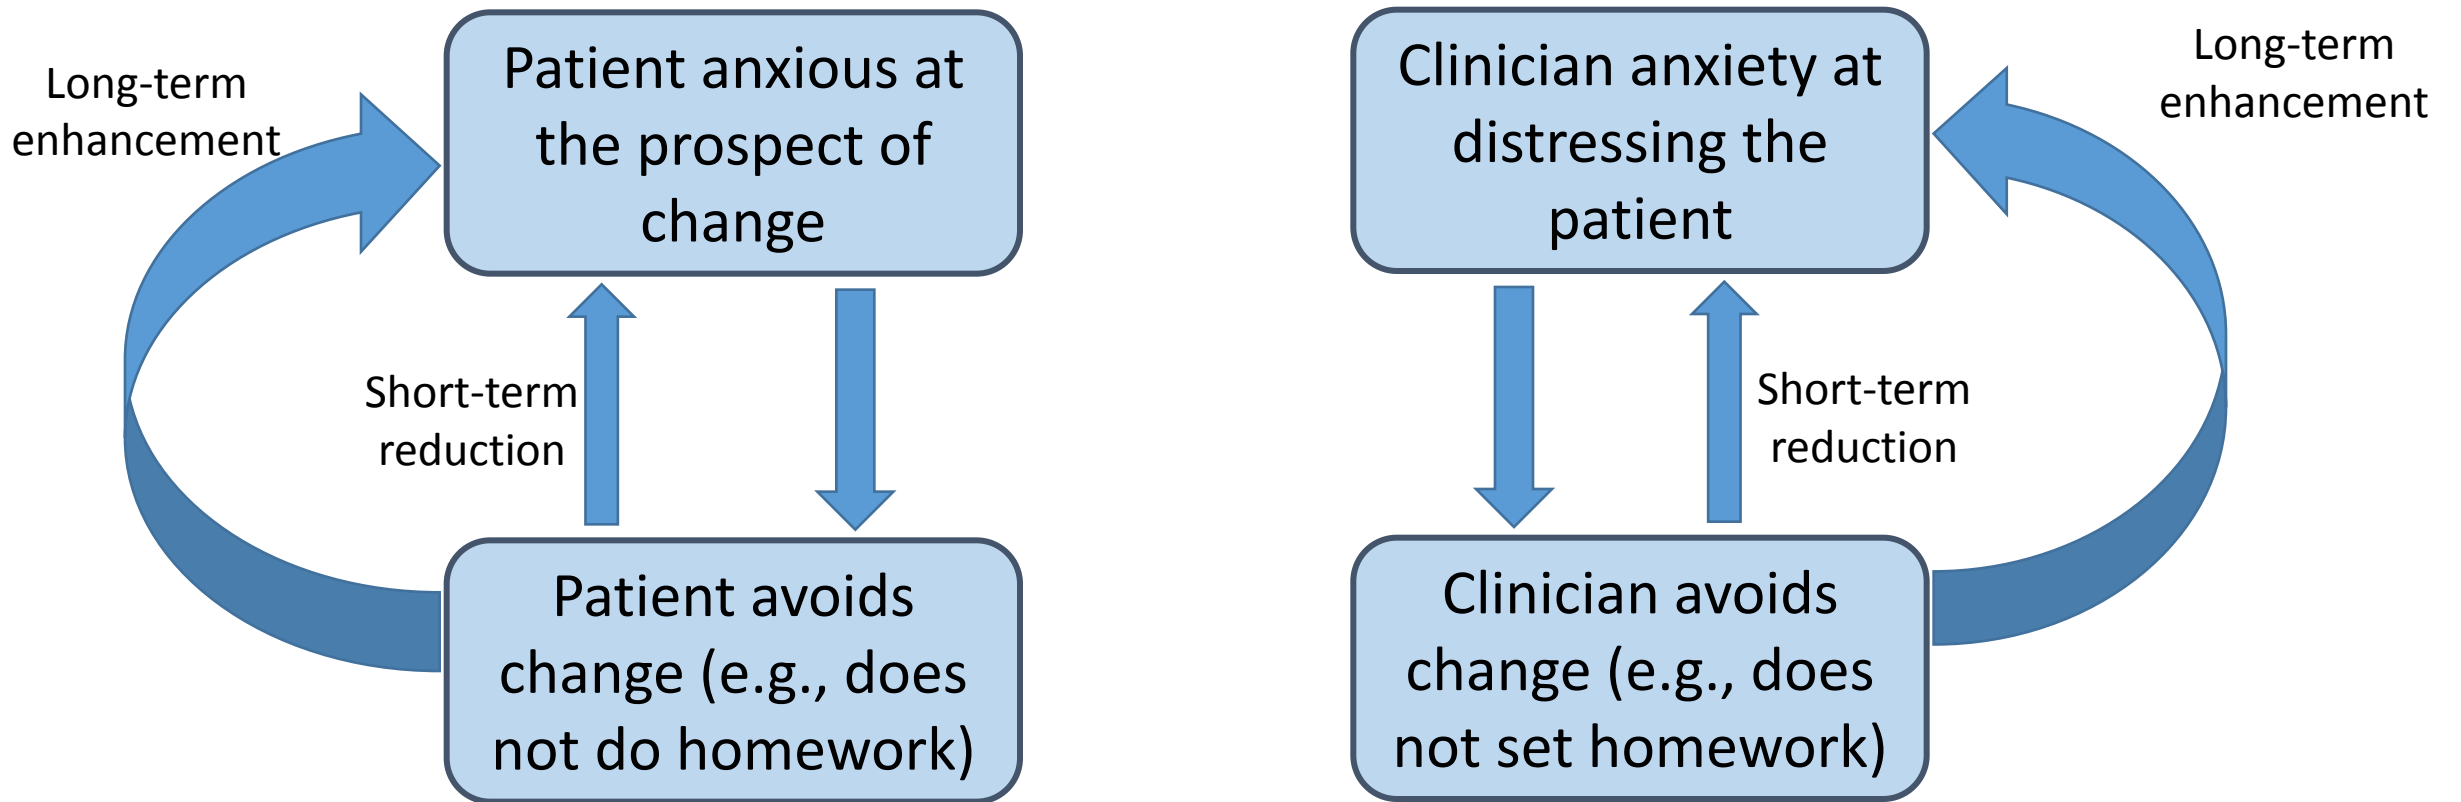 Long-term
enhancement
Patient anxious at
the prospect of
change
Short-term
reduction
Patient avoids
change (e.g., does
not do homework)
Clinician anxiety at
distressing the
patient
Long-term
enhancement
Short-term
reduction
Clinician avoids
change (e.g., does
not set homework)